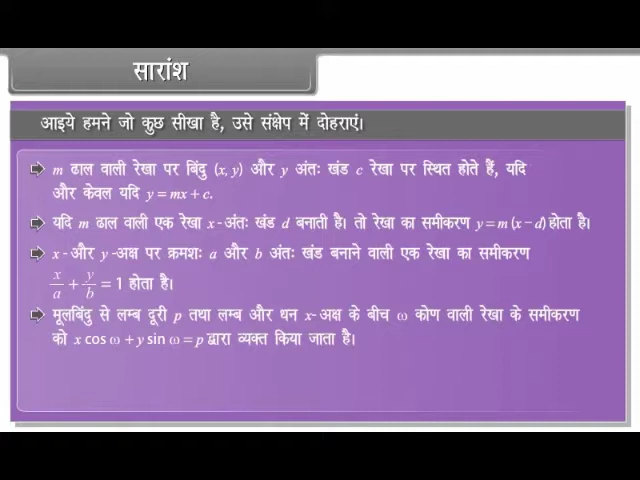 सारांश
आइये हमने जो कुछ सीखा है, उसे संक्षेप में दोहराएं।
m ढाल वाली रेखा पर बिंदु (x, y) और y अंतः खंड c रेखा पर स्थित होते हैं, यदि
और केवल यदि y = mx + c.
यदि m ढाल वाली एक रेखा x - अंतः खंड d बनाती है। तो रेखा का समीकरण y = m (x – d) होता है।
x - और y -अक्ष पर क्रमशः a और b अंतः खंड बनाने वाली एक रेखा का समीकरण
x/a + y/b = 1 होता है।
मूलबिंदु से लम्ब दूरी p तथा लम्ब और धन x- अक्ष के बीच ω कोण वाली रेखा के समीकरण
को x cos ω + y sin ω = p द्वारा व्यक्त किया जाता है।